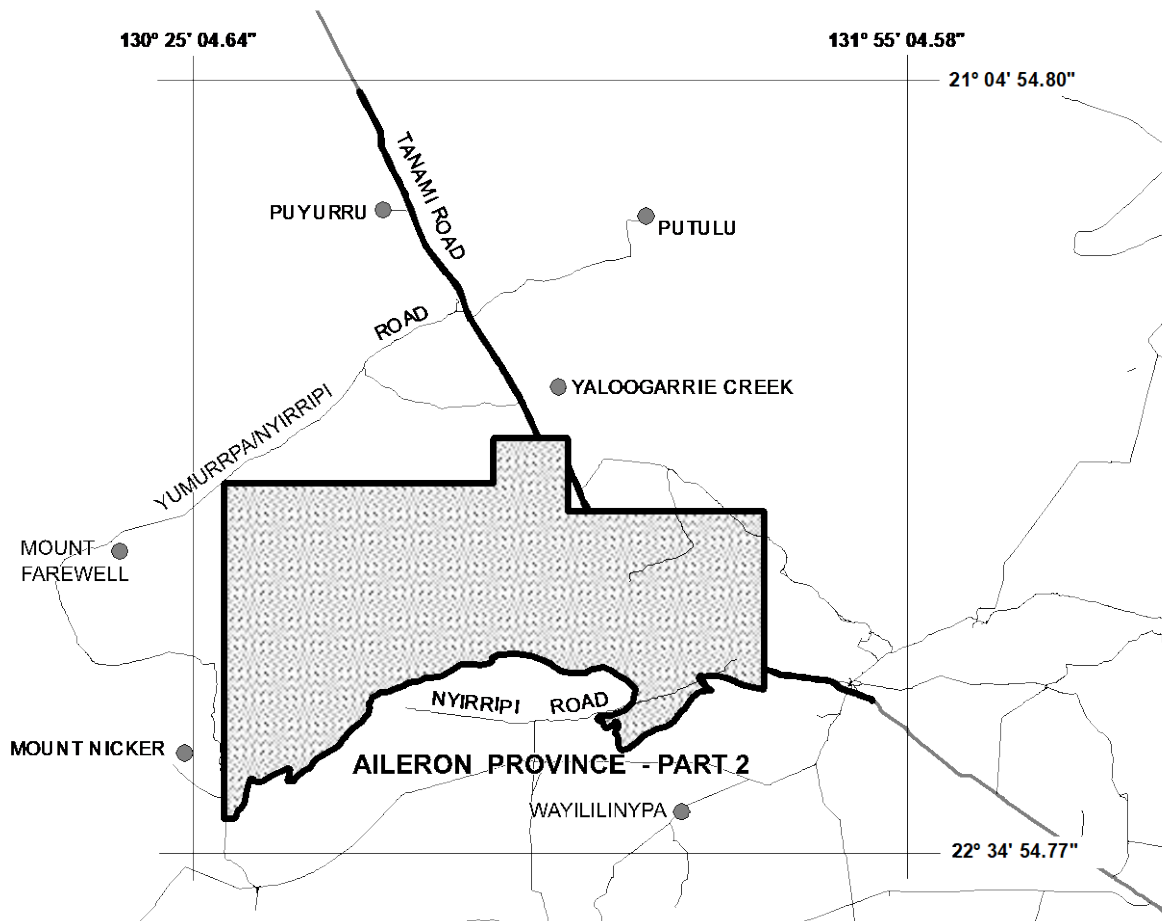 130° 25' 04.64"
131° 55' 04.58"
21° 04' 54.80"
TANAMI ROAD
PUYURRU
PUTULU
ROAD
YALOOGARRIE CREEK
YUMURRPA/NYIRRIPI
MOUNT
FAREWELL
NYIRRIPI ROAD
MOUNT NICKER
AILERON PROVINCE - PART 2
WAYILILINYPA
22° 34' 54.77"